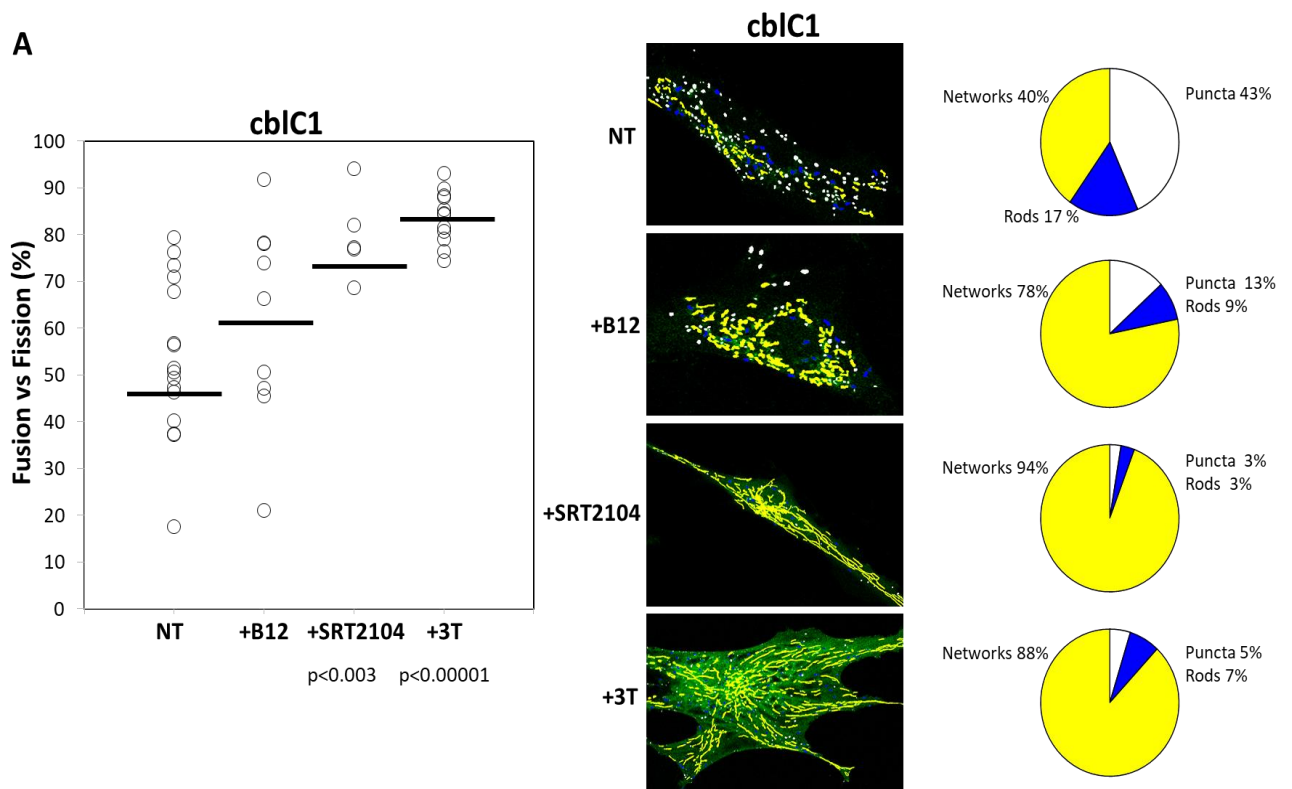 A
cblC1
Fusion vs Fission (%)
100
90
80
70
60
50
40
30
20
10
0
NT
+B12
+SRT2104
+3T
p<0.003
p<0.00001
cblC1
NT
Networks 40%
Puncta 43%
Rods 17 %
+B12
Networks 78%
Puncta 13%
Rods 9%
+SRT2104
Networks 94%
Puncta 3%
Rods 3%
+3T
Networks 88%
Puncta 5%
Rods 7%